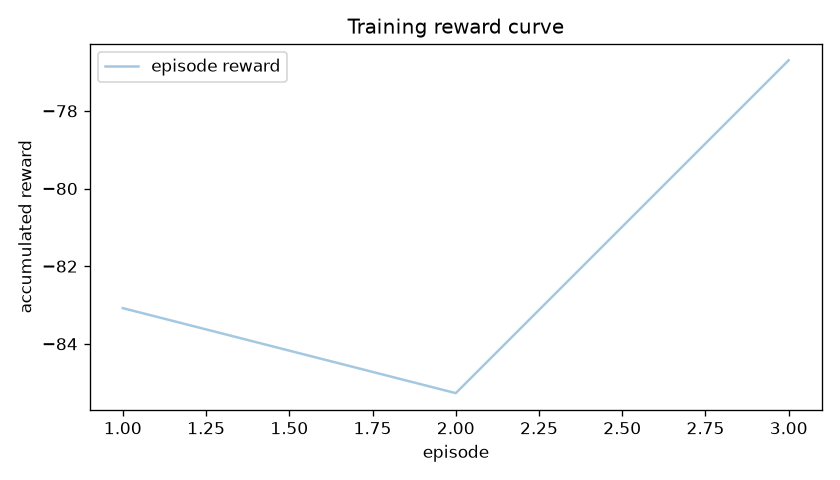 Training reward curve
episode reward
accumulated reward
−78
−80
−82
−84
1.00 1.25 1.50 1.75 2.00 2.25 2.50 2.75 3.00
episode